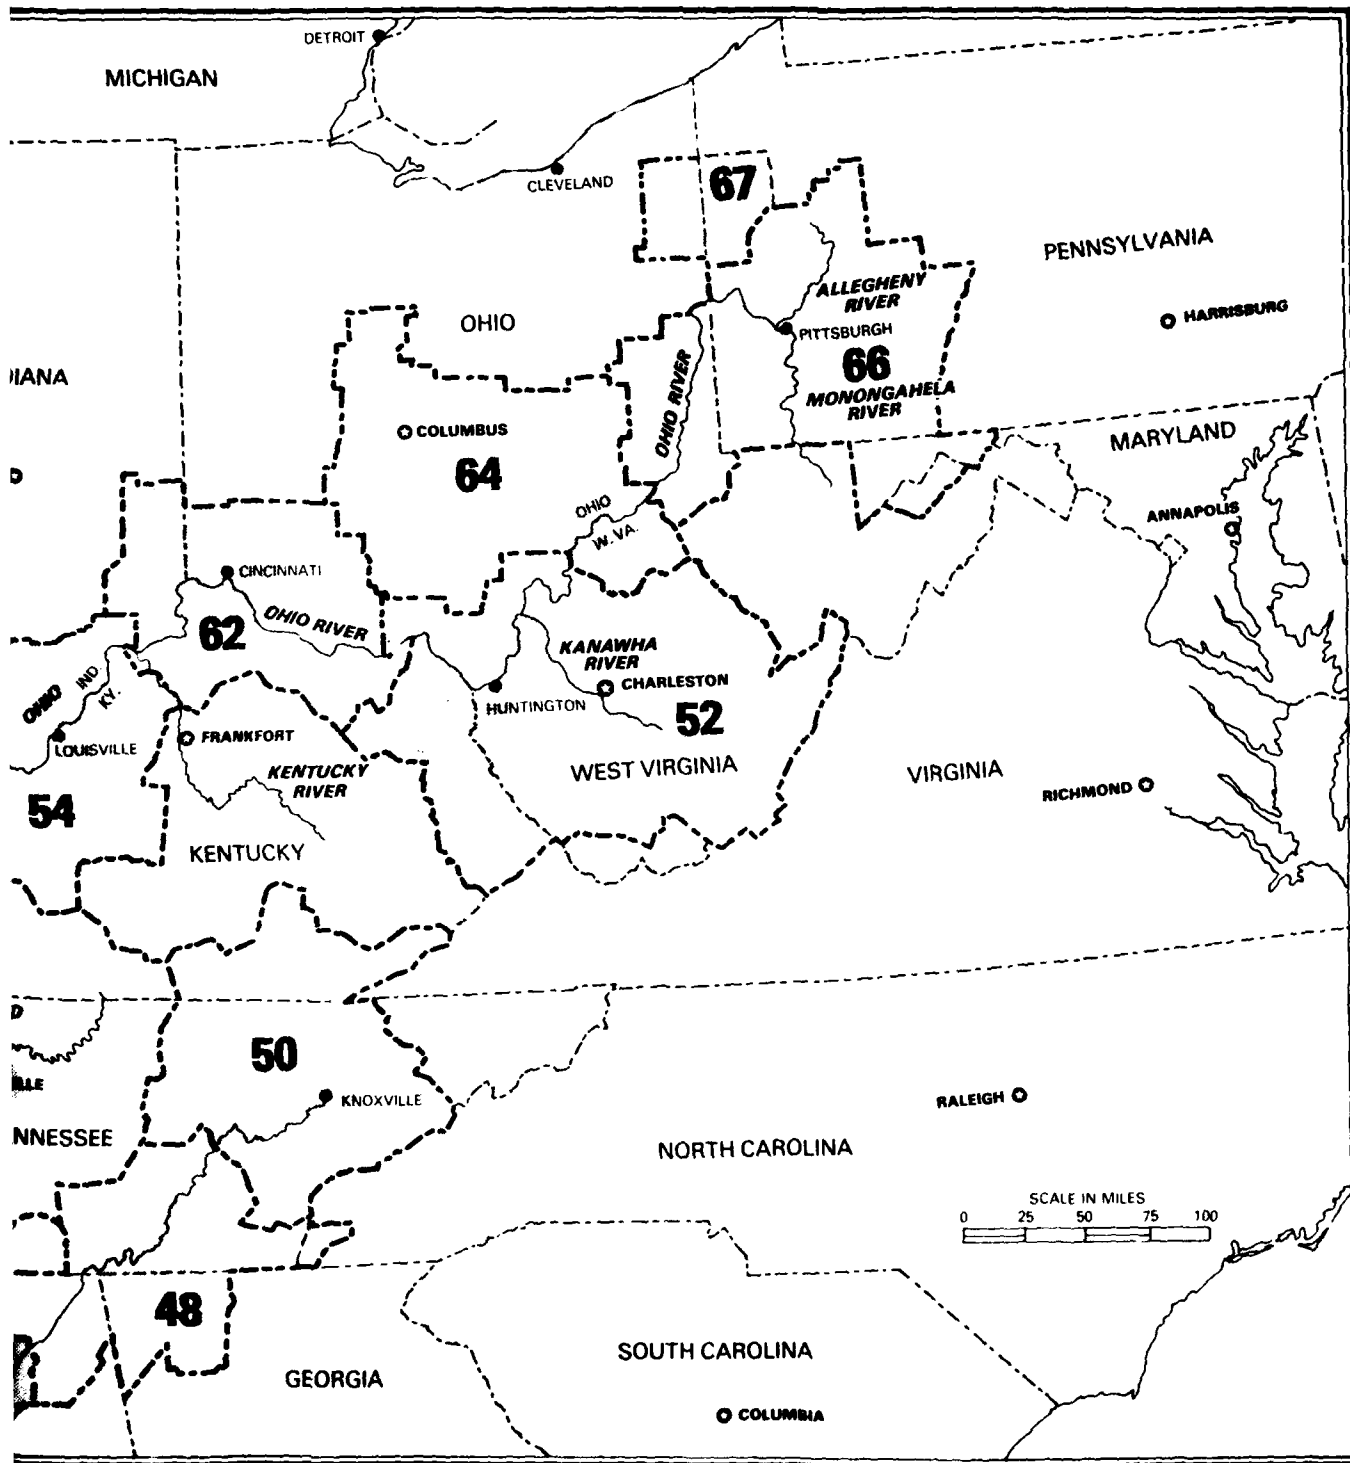 DETROIT
MICHIGAN
CLEVELAND
67
PENNSYLVANIA
ALLEGHENY
RIVER
HARRISBURG
OHIO
PITTSBURGH
66
MONONGAHELA
RIVER
DIANA
OHIO RIVER
COLUMBUS
64
MARYLAND
ANNAPOLIS
OHIO
W. VA.
CINCINNATI
62
OHIO RIVER
KANAWHA
RIVER
CHARLESTON
OHIO
IND.
KY.
HUNTINGTON
52
LOUISVILLE
FRANKFORT
KENTUCKY
RIVER
WEST VIRGINIA
VIRGINIA
RICHMOND
54
KENTUCKY
50
ILLE
KNOXVILLE
RALEIGH
NNESSEE
NORTH CAROLINA
SCALE IN MILES
0 25 50 75 100
48
SOUTH CAROLINA
GEORGIA
COLUMBIA